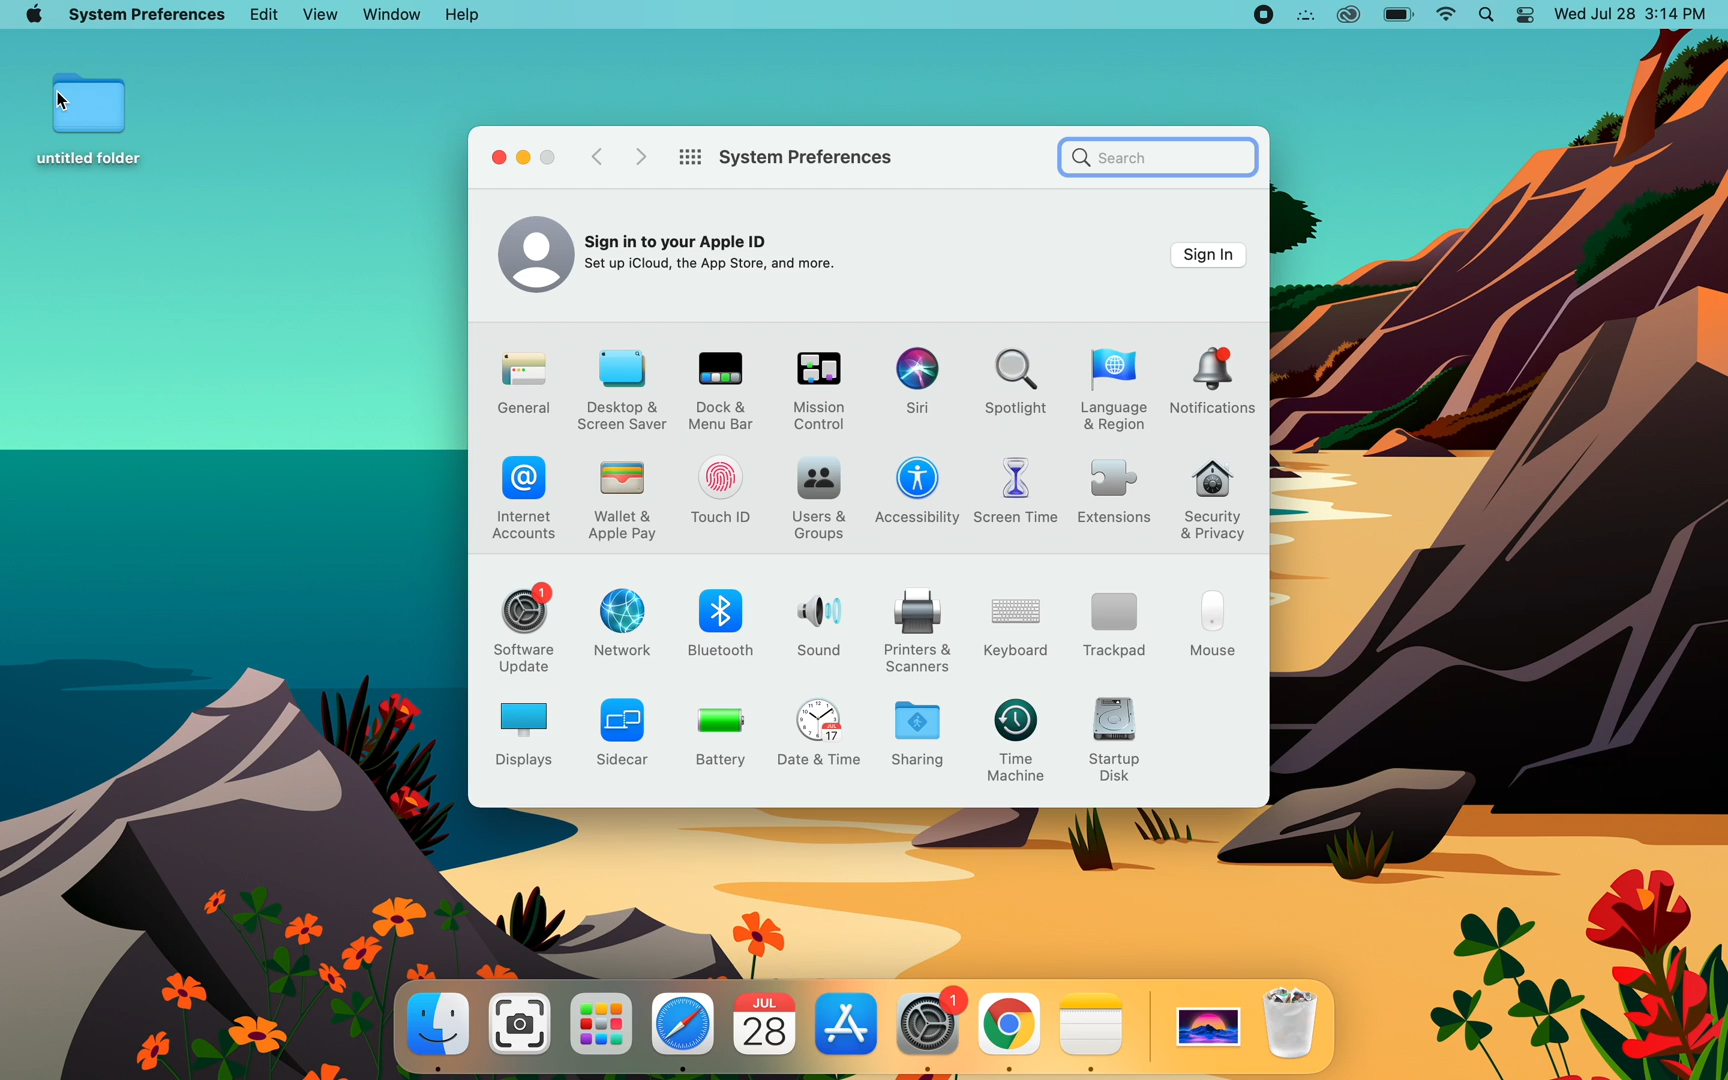 System Preferences Edit View Window Help Wed Jul 28 3:14 PM
untitled folder
System Preferences
Search
Sign in to your Apple ID
Set up iCloud, the App Store, and more.
Sign In
General
Desktop &
Screen Saver
Dock &
Menu Bar
Mission
Control
Siri
Spotlight
Language
& Region
Notifications
Internet
Accounts
Wallet &
Apple Pay
Touch ID
Users &
Groups
Accessibility
Screen Time
Extensions
Security
& Privacy
1
Software
Update
Network
Bluetooth
Sound
Printers &
Scanners
Keyboard
Trackpad
Mouse
Displays
Sidecar
Battery
JUL
17
Date & Time
Sharing
Time
Machine
Startup
Disk
JUL
28
1